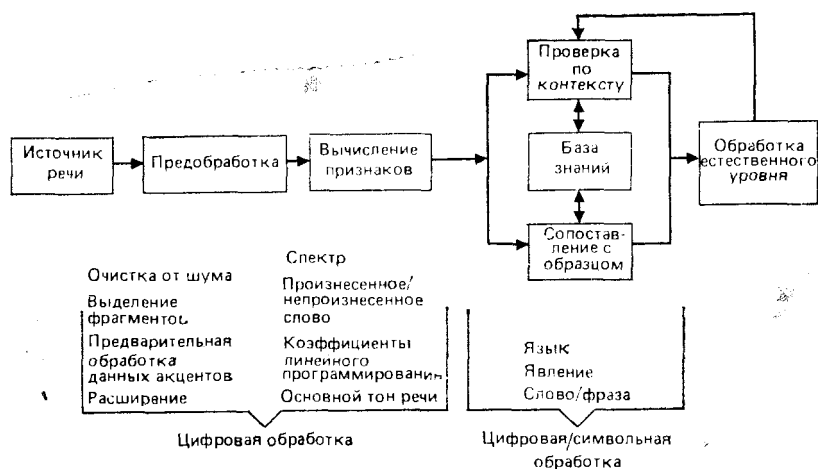 Проверка
по
контексту
Источник
речи
Предобработка
Вычисление
признаков
База
знаний
Обработка
естественного
уровня
Сопостав-
ление с
образцом
Очистка от шума
Выделение
фрагментов
Предварительная
обработка
данных акцентов
Расширание
Спектр
Произнесенное/
непроизнесенное
слово
Коэффициенты
линейного
программирования
Основной тон речи
Язык
Явление
Слово/фраза
Цифровая обработка
Цифровая/символьная
обработка